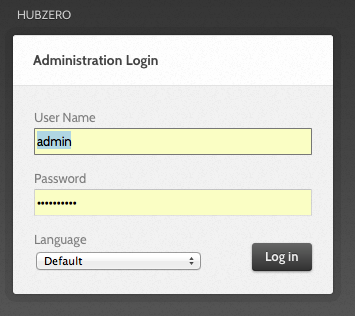 HUBZERO
Administration Login
User Name
admin
Password
••••••••••
Language
Default
Log in